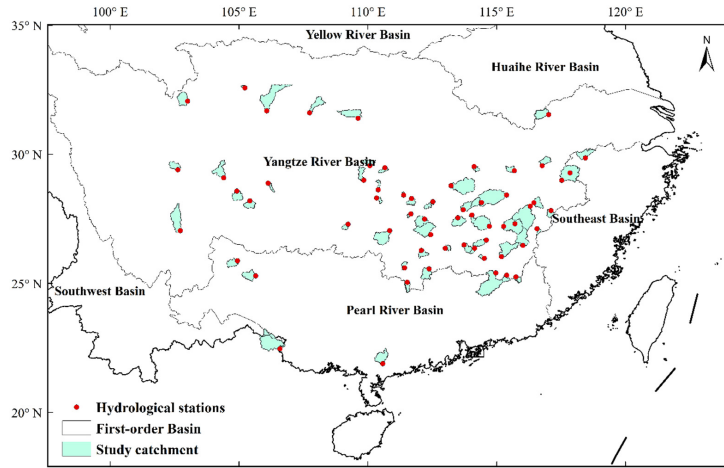 100° E 105° E 110° E 115° E 120° E
35° N
Yellow River Basin
N
Huaihe River Basin
30° N
Yangtze River Basin
Southeast Basin
25° N
Southwest Basin
Pearl River Basin
20° N
Hydrological stations
First-order Basin
Study catchment